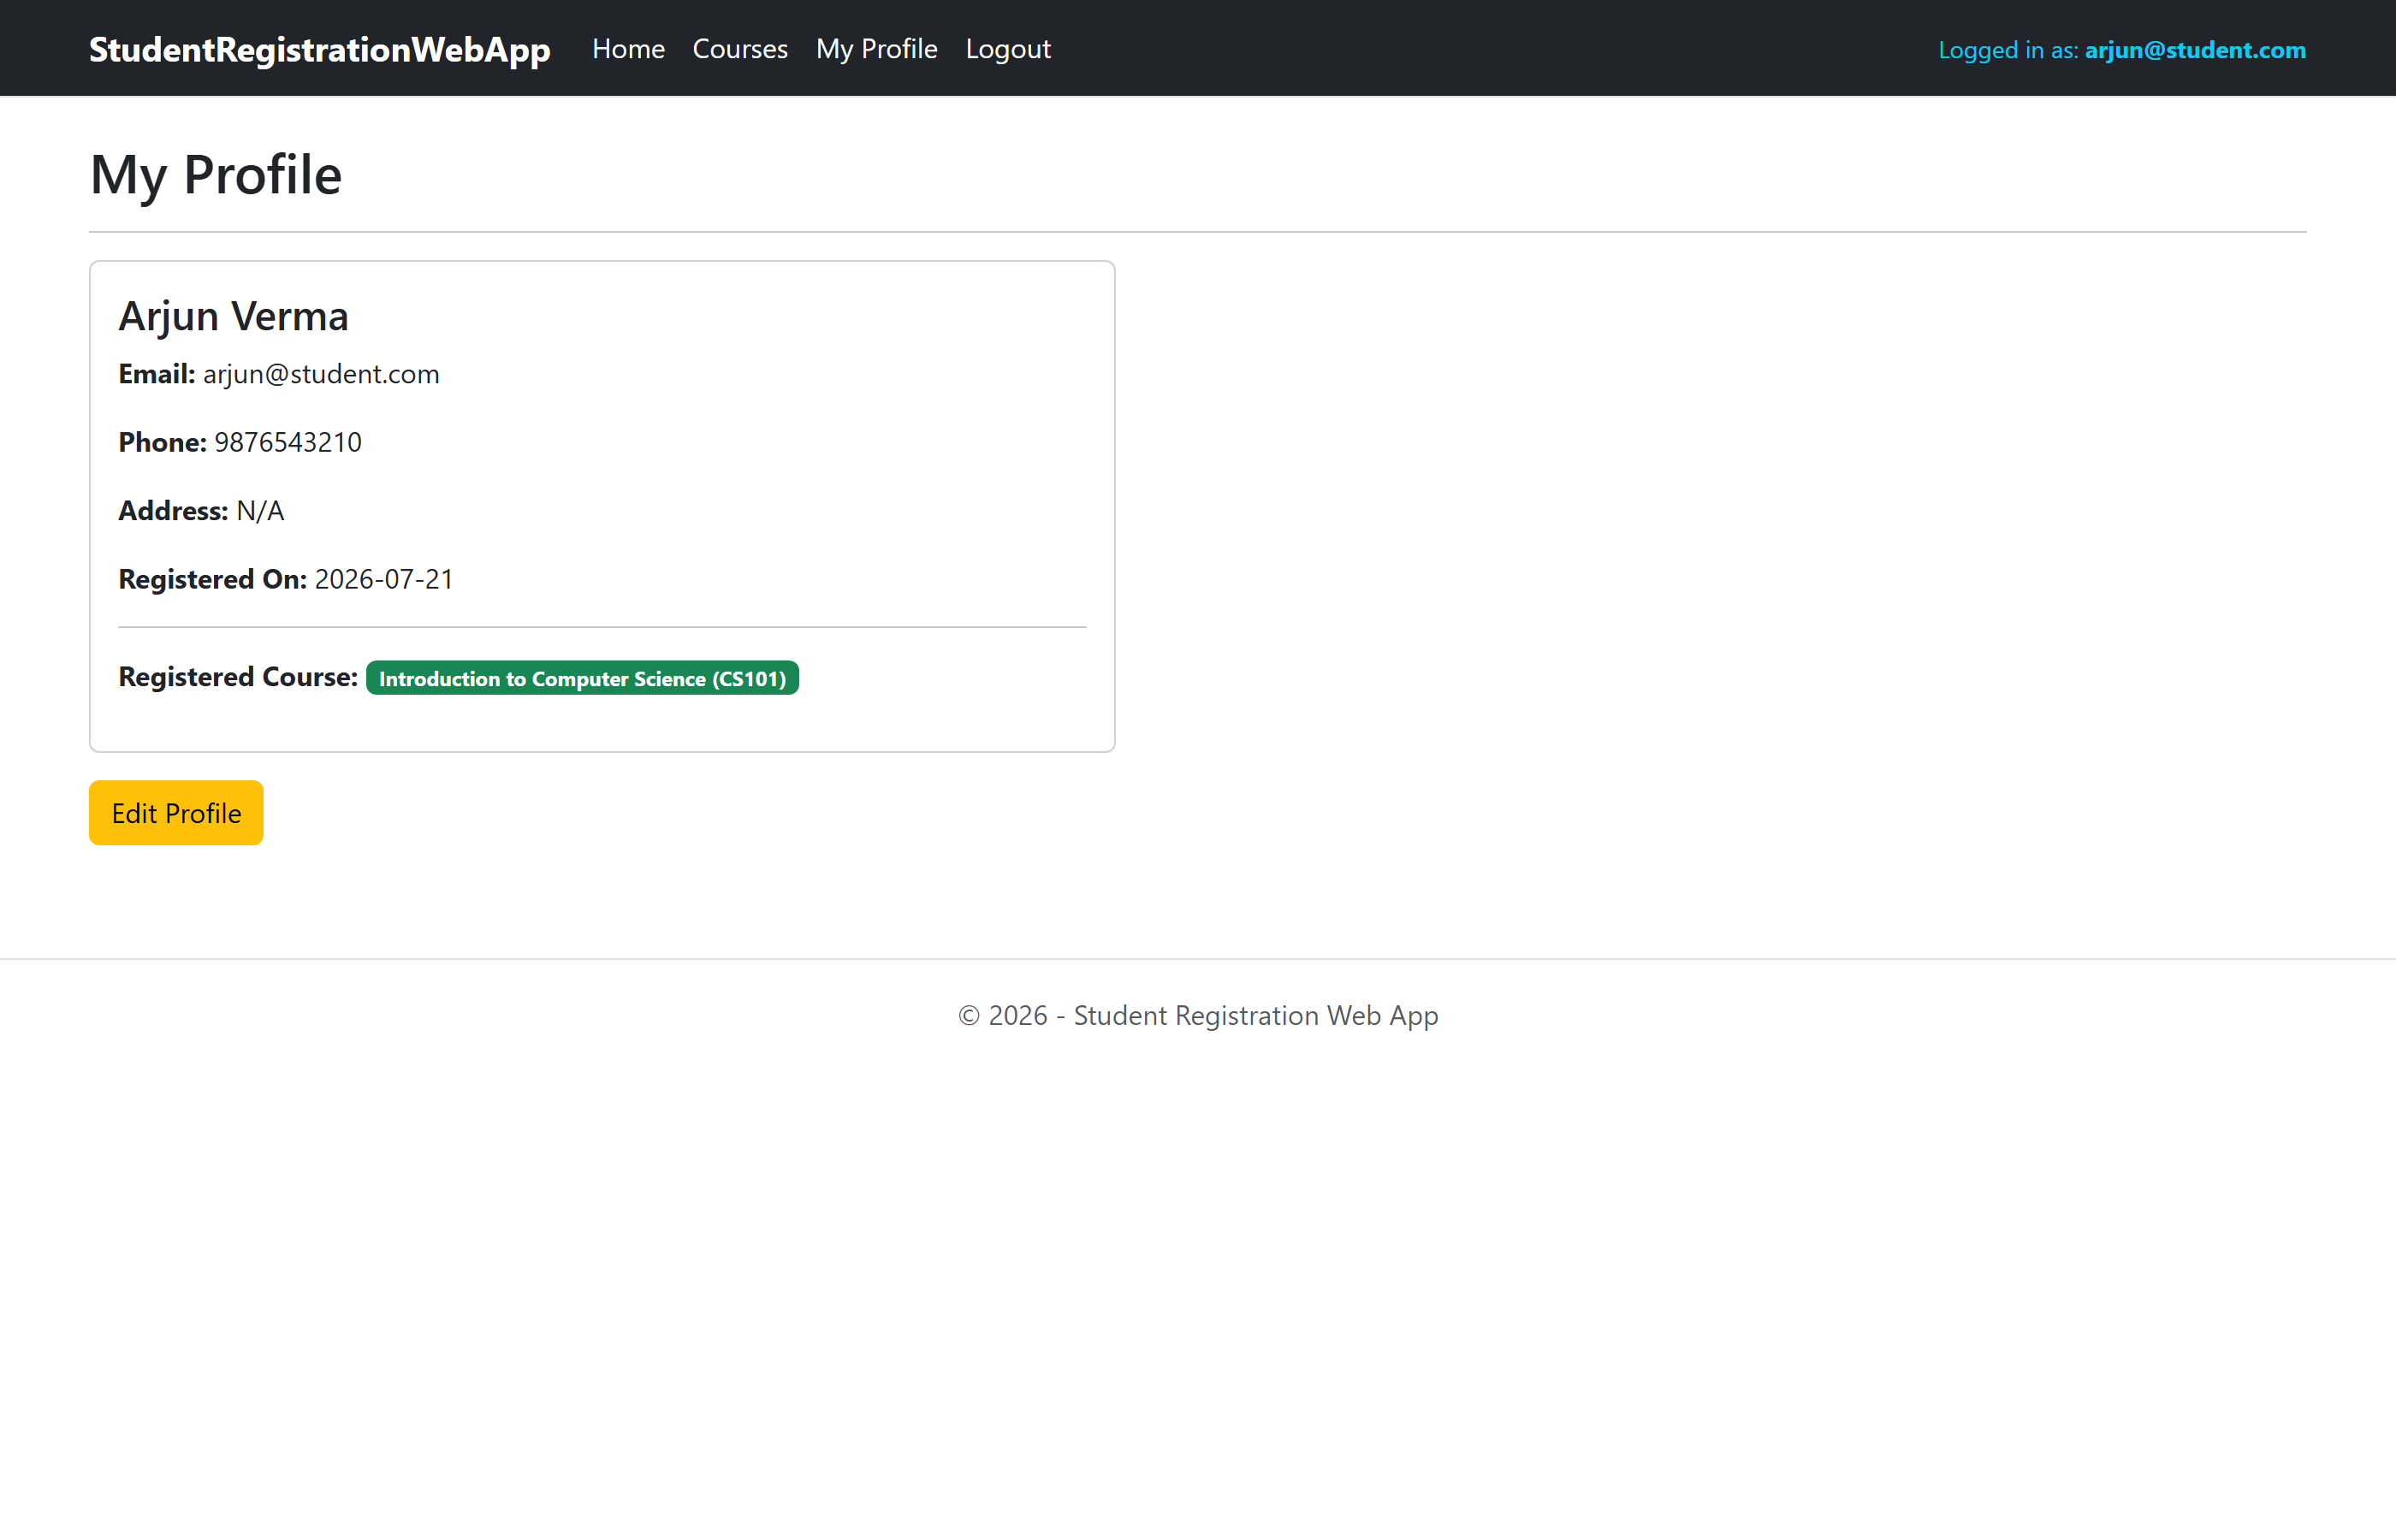 StudentRegistrationWebApp Home Courses My Profile Logout Logged in as: arjun@student.com
My Profile
Arjun Verma
Email: arjun@student.com
Phone: 9876543210
Address: N/A
Registered On: 2026-07-21
Registered Course: Introduction to Computer Science (CS101)
Edit Profile
© 2026 - Student Registration Web App